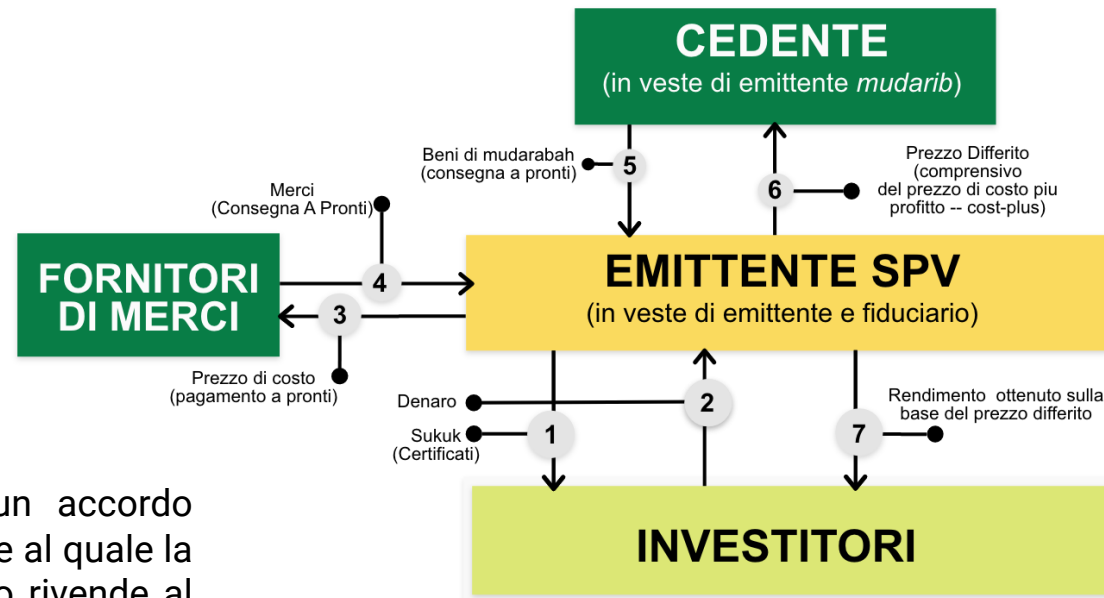 CEDENTE
(in veste di emittente mudarib)
Beni di mudarabah
(consegna a pronti)
5
6
Prezzo Differito
(comprensivo
del prezzo di costo piu
profitto -- cost-plus)
Merci
(Consegna A Pronti)
FORNITORI
DI MERCI
4
3
EMITTENTE SPV
(in veste di emittente e fiduciario)
Prezzo di costo
(pagamento a pronti)
Denaro
2
Sukuk
(Certificati)
1
7
Rendimento ottenuto sulla
base del prezzo differito
INVESTITORI
un accordo
e al quale la
o rivende al